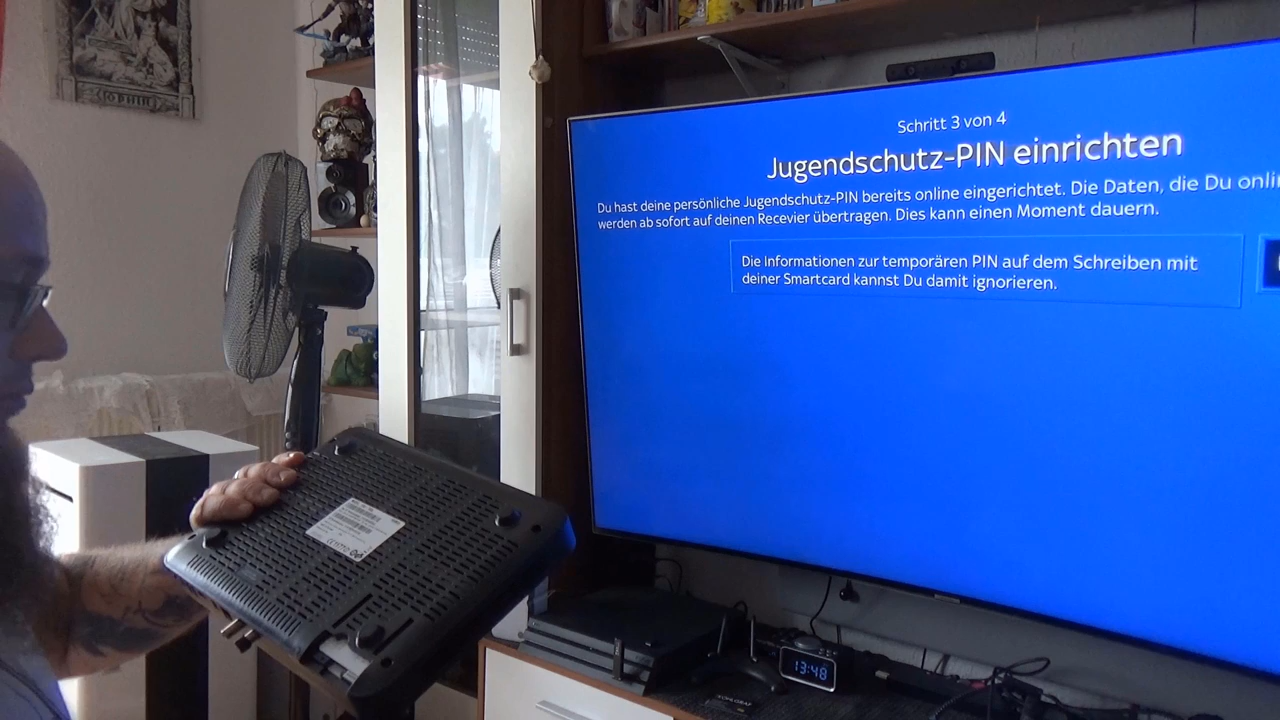 Schritt 3 von 4
Jugendschutz-PIN einrichten
Du hast deine persönliche Jugendschutz-PIN bereits online eingerichtet. Die Daten, die Du
werden ab sofort auf deinen Recevier übertragen. Dies kann einen Moment dauern.
Die Informationen zur temporären PIN auf dem Schreiben mit
deiner Smartcard kannst Du damit ignorieren.
13:48